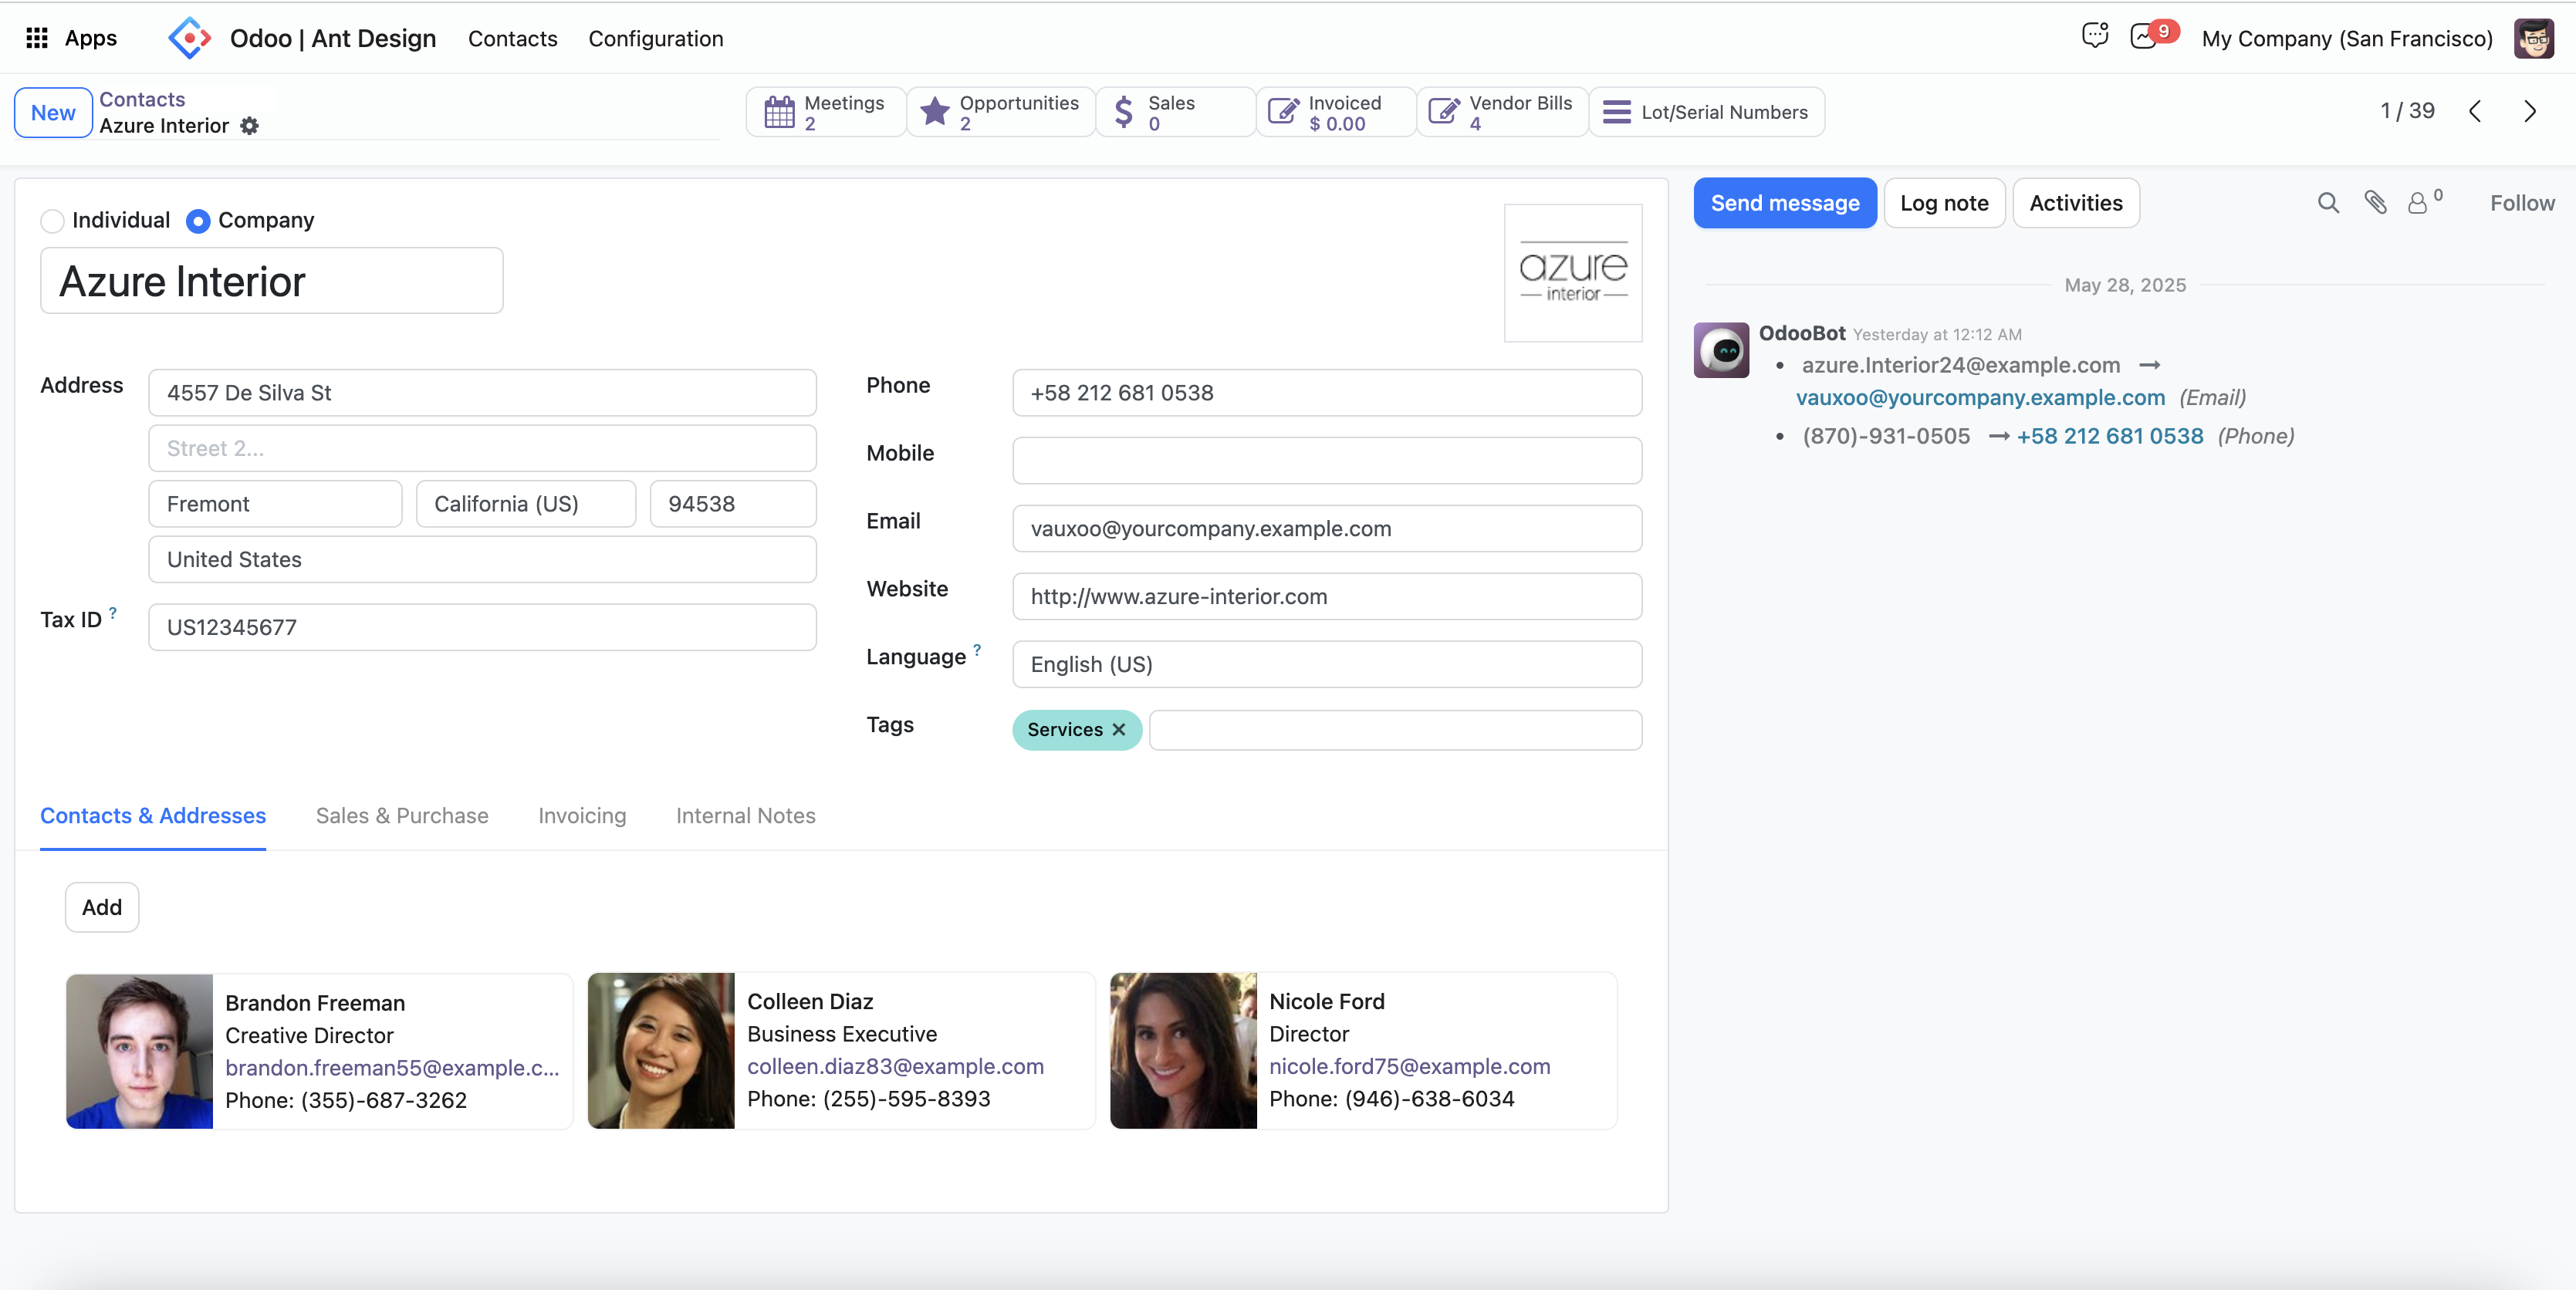 Apps
Odoo | Ant Design
Contacts
Configuration
9
My Company (San Francisco)
New
Contacts
Azure Interior
Meetings
2
Opportunities
2
Sales
0
Invoiced
$ 0.00
Vendor Bills
4
Lot/Serial Numbers
1 / 39
Individual
Company
Azure Interior
azure
interior
Address
4557 De Silva St
Street 2...
Fremont
California (US)
94538
United States
Tax ID ?
US12345677
Phone
+58 212 681 0538
Mobile
Email
vauxoo@yourcompany.example.com
Website
http://www.azure-interior.com
Language ?
English (US)
Tags
Services ✕
Contacts & Addresses
Sales & Purchase
Invoicing
Internal Notes
Add
Brandon Freeman
Creative Director
brandon.freeman55@example.c...
Phone: (355)-687-3262
Colleen Diaz
Business Executive
colleen.diaz83@example.com
Phone: (255)-595-8393
Nicole Ford
Director
nicole.ford75@example.com
Phone: (946)-638-6034
Send message
Log note
Activities
0
Follow
May 28, 2025
OdooBot Yesterday at 12:12 AM
• azure.Interior24@example.com →
vauxoo@yourcompany.example.com (Email)
• (870)-931-0505 → +58 212 681 0538 (Phone)